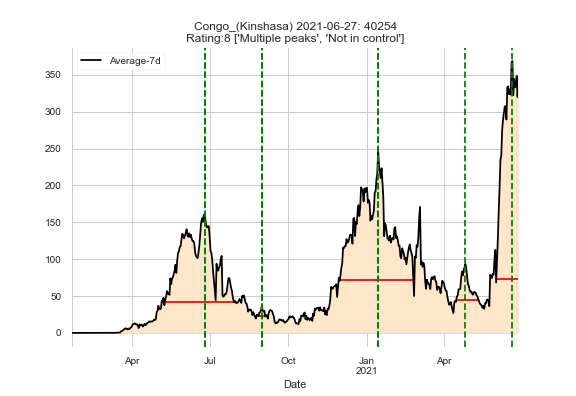 Congo_(Kinshasa) 2021-06-27: 40254
Rating:8 ['Multiple peaks', 'Not in control']
Average-7d
350
300
250
200
150
100
50
0
Apr
Jul
Oct
Jan
2021
Apr
Date